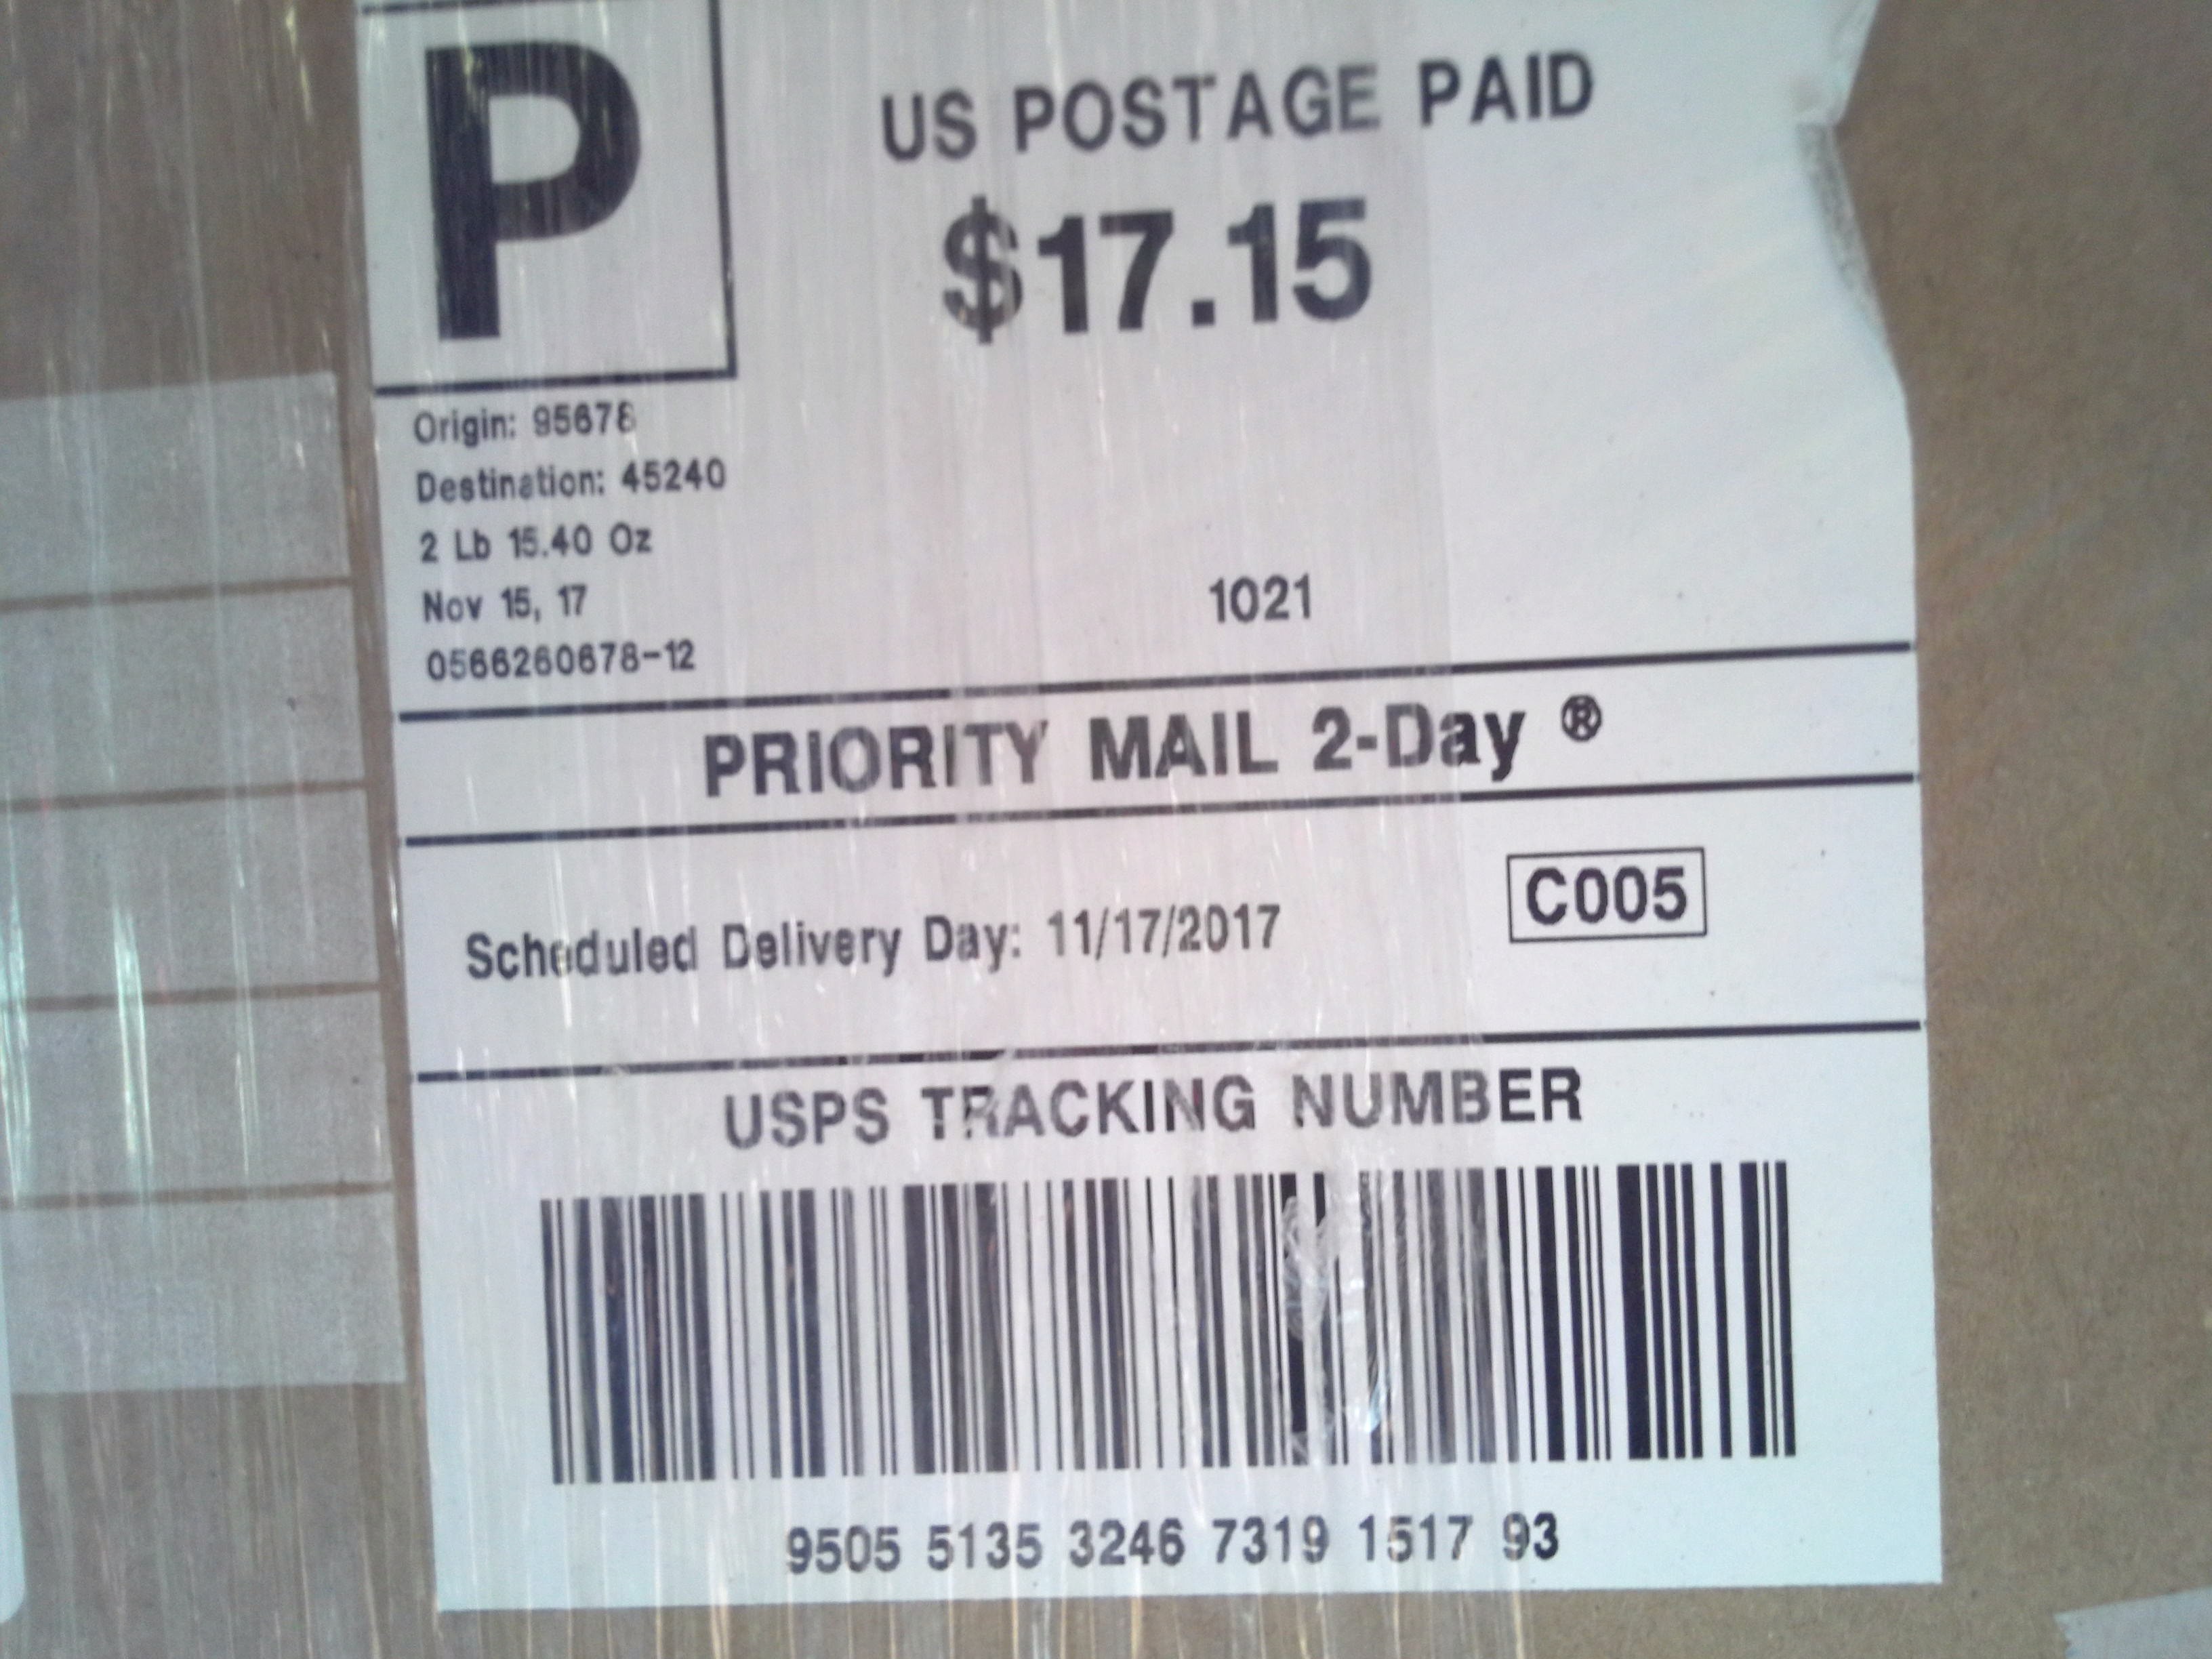 P
US POSTAGE PAID
$17.15
Origin: 95678
Destination: 45240
2 Lb 15.40 Oz
Nov 15, 17
0566260678-12
1021
PRIORITY MAIL 2-Day ®
Scheduled Delivery Day: 11/17/2017
C005
USPS TRACKING NUMBER
9505 5135 3246 7319 1517 93